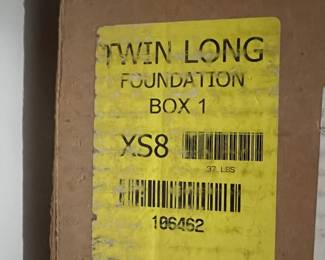 TWIN LONG
FOUNDATION
BOX 1
XS8
37 LBS
106462